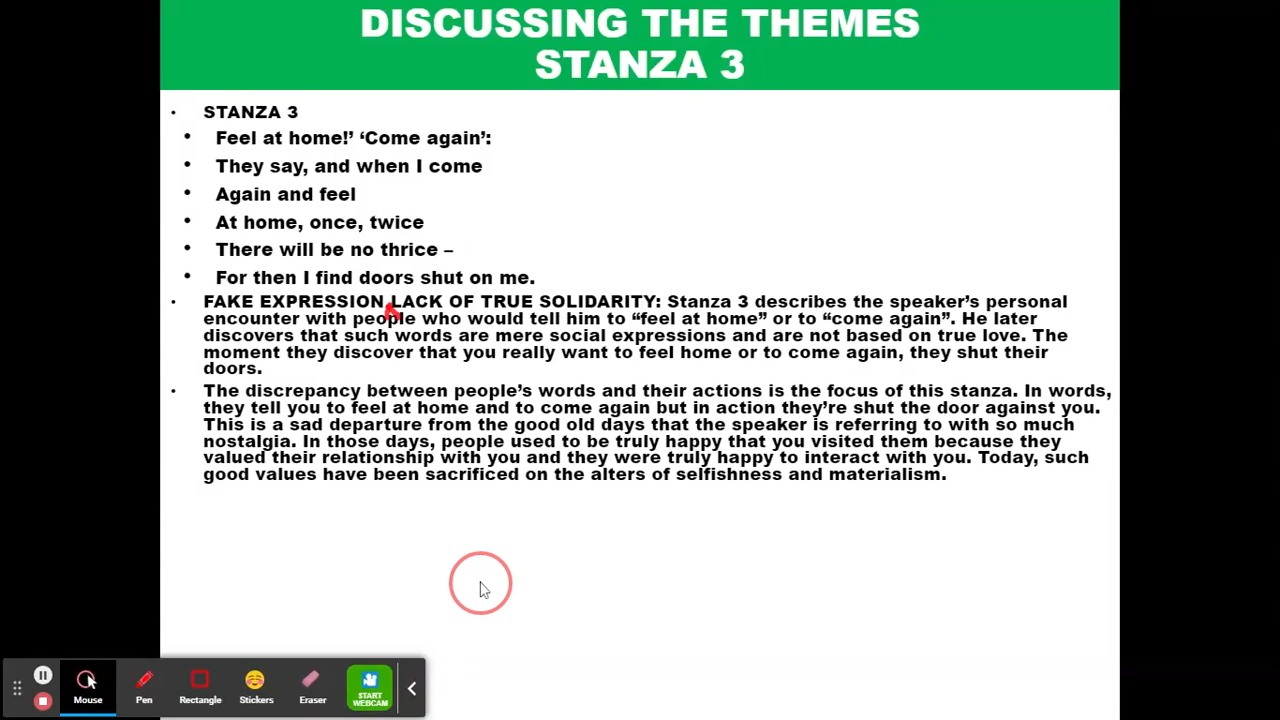 DISCUSSING THE THEMES
STANZA 3
• STANZA 3
• Feel at home!’ ‘Come again’:
• They say, and when I come
• Again and feel
• At home, once, twice
• There will be no thrice –
• For then I find doors shut on me.
• FAKE EXPRESSION LACK OF TRUE SOLIDARITY: Stanza 3 describes the speaker’s personal
encounter with people who would tell him to “feel at home” or to “come again”. He later
discovers that such words are mere social expressions and are not based on true love. The
moment they discover that you really want to feel home or to come again, they shut their
doors.
• The discrepancy between people’s words and their actions is the focus of this stanza. In words,
they tell you to feel at home and to come again but in action they’re shut the door against you.
This is a sad departure from the good old days that the speaker is referring to with so much
nostalgia. In those days, people used to be truly happy that you visited them because they
valued their relationship with you and they were truly happy to interact with you. Today, such
good values have been sacrificed on the alters of selfishness and materialism.
Mouse Pen Rectangle Stickers Eraser START
WEBCAM